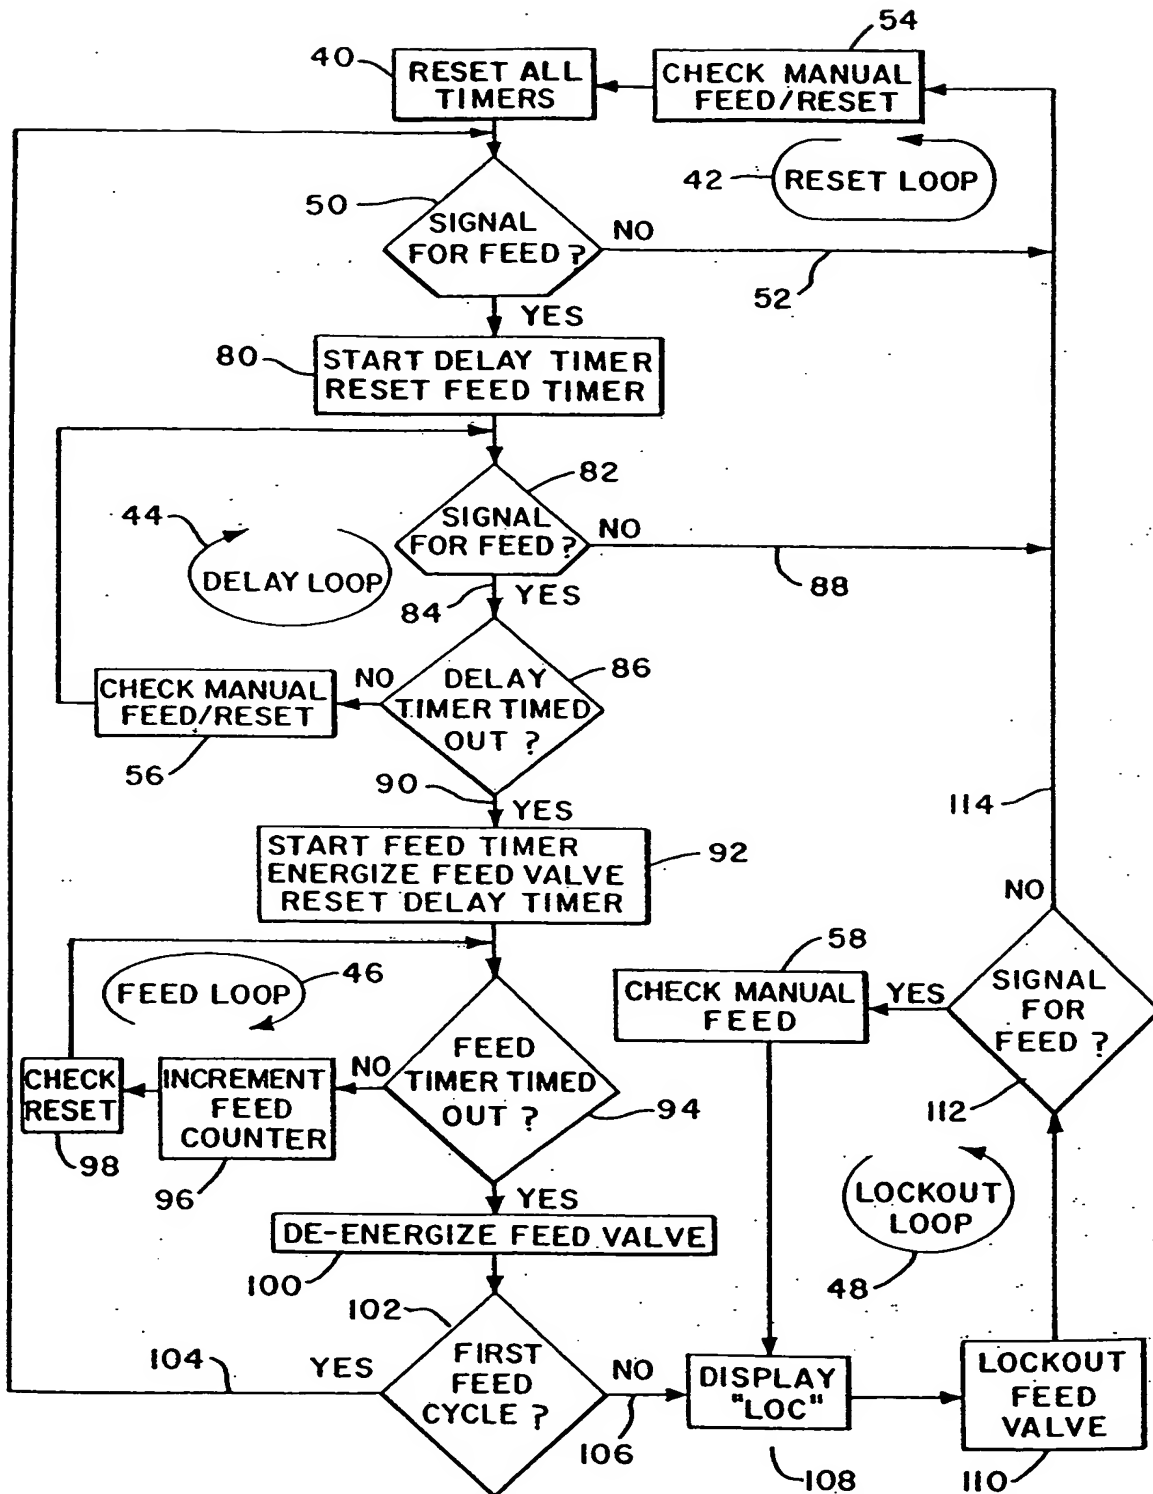 54
40
RESET ALL
TIMERS
CHECK MANUAL
FEED/RESET
42
RESET LOOP
50
SIGNAL
FOR FEED ?
NO
52
YES
80
START DELAY TIMER
RESET FEED TIMER
82
44
SIGNAL
FOR FEED ?
NO
DELAY LOOP
88
84
YES
86
NO
DELAY
TIMER TIMED
OUT ?
CHECK MANUAL
FEED/RESET
56
90
YES
114
START FEED TIMER
ENERGIZE FEED VALVE
RESET DELAY TIMER
92
NO
58
46
FEED LOOP
CHECK MANUAL
FEED
YES
SIGNAL
FOR
FEED ?
FEED
TIMER TIMED
OUT ?
NO
CHECK
RESET
INCREMENT
FEED
COUNTER
94
112
98
96
YES
LOCKOUT
LOOP
DE-ENERGIZE FEED VALVE
100
48
102
104
YES
FIRST
FEED
CYCLE ?
NO
106
DISPLAY
"LOC"
LOCKOUT
FEED
VALVE
108
110